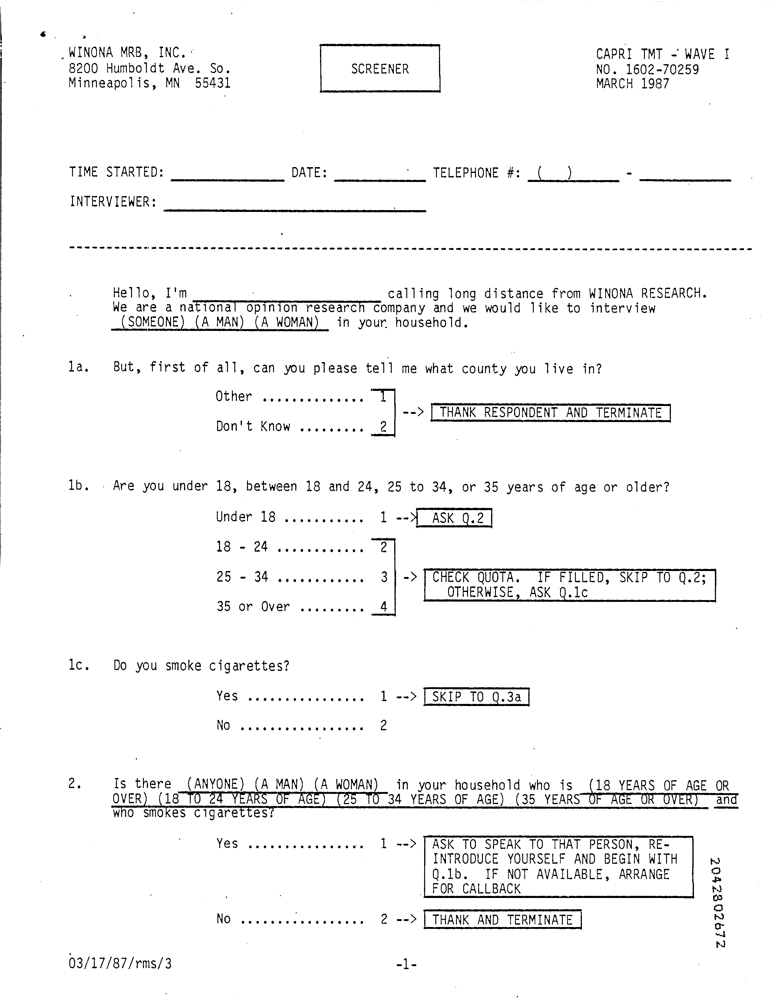 WINONA MRB, INC.
8200 Humboldt Ave. So.
Minneapolis, MN 55431
SCREENER
CAPRI TMT - WAVE I
NO. 1602-70259
MARCH 1987
TIME STARTED: ____________ DATE: __________ TELEPHONE #: ( ) - __________
INTERVIEWER: ____________
Hello, I'm ____________ calling long distance from WINONA RESEARCH.
We are a national opinion research company and we would like to interview
(SOMEONE) (A MAN) (A WOMAN) in your household.
1a. But, first of all, can you please tell me what county you live in?
Other .............. 1
--> THANK RESPONDENT AND TERMINATE
Don't Know ......... 2
1b. Are you under 18, between 18 and 24, 25 to 34, or 35 years of age or older?
Under 18 ........... 1 --> ASK Q.2
18 - 24 ............ 2
25 - 34 ............ 3 -> CHECK QUOTA. IF FILLED, SKIP TO Q.2;
OTHERWISE, ASK Q.1c
35 or Over ......... 4
1c. Do you smoke cigarettes?
Yes ................ 1 --> SKIP TO Q.3a
No ................. 2
2. Is there (ANYONE) (A MAN) (A WOMAN) in your household who is (18 YEARS OF AGE OR
OVER) (18 TO 24 YEARS OF AGE) (25 TO 34 YEARS OF AGE) (35 YEARS OF AGE OR OVER) and
who smokes cigarettes?
Yes ................ 1 --> ASK TO SPEAK TO THAT PERSON, RE-
INTRODUCE YOURSELF AND BEGIN WITH
Q.1b. IF NOT AVAILABLE, ARRANGE
FOR CALLBACK
No ................. 2 --> THANK AND TERMINATE
2042802672
03/17/87/rms/3
-1-